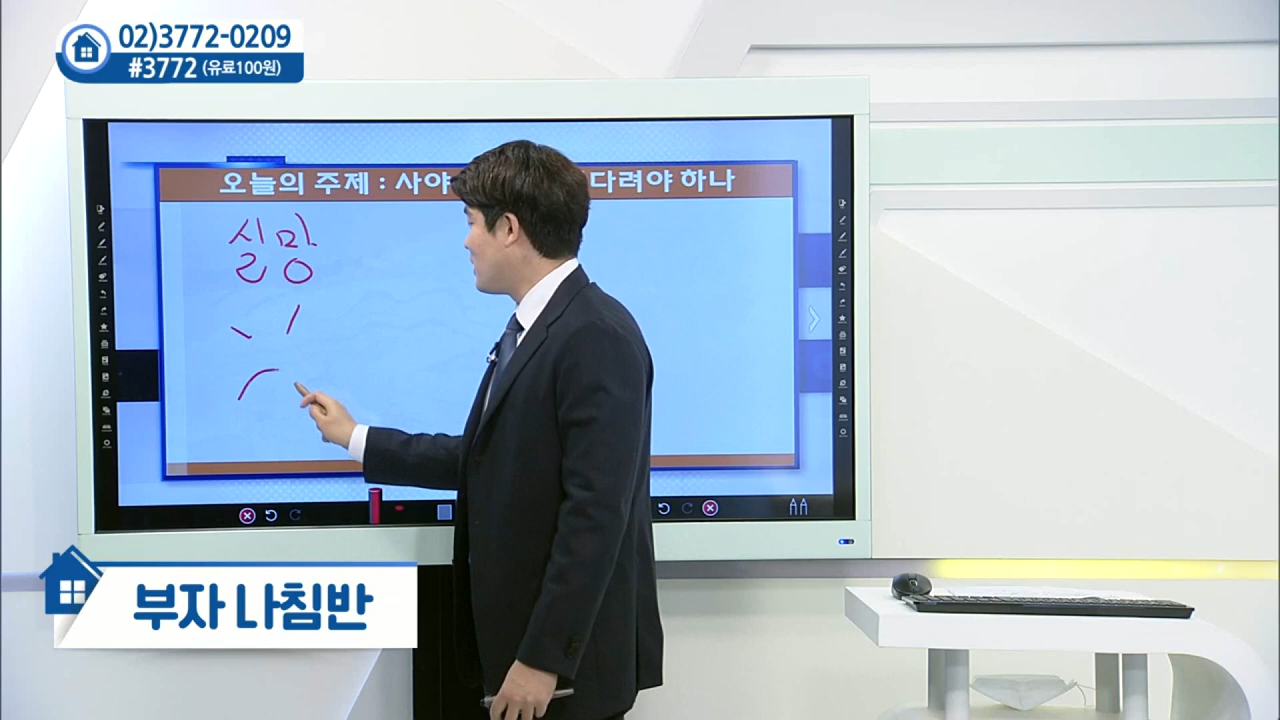 02)3772-0209
#3772 (유료100원)
오늘의 주제 : 사야 다려야 하나
실망
부자 나침반